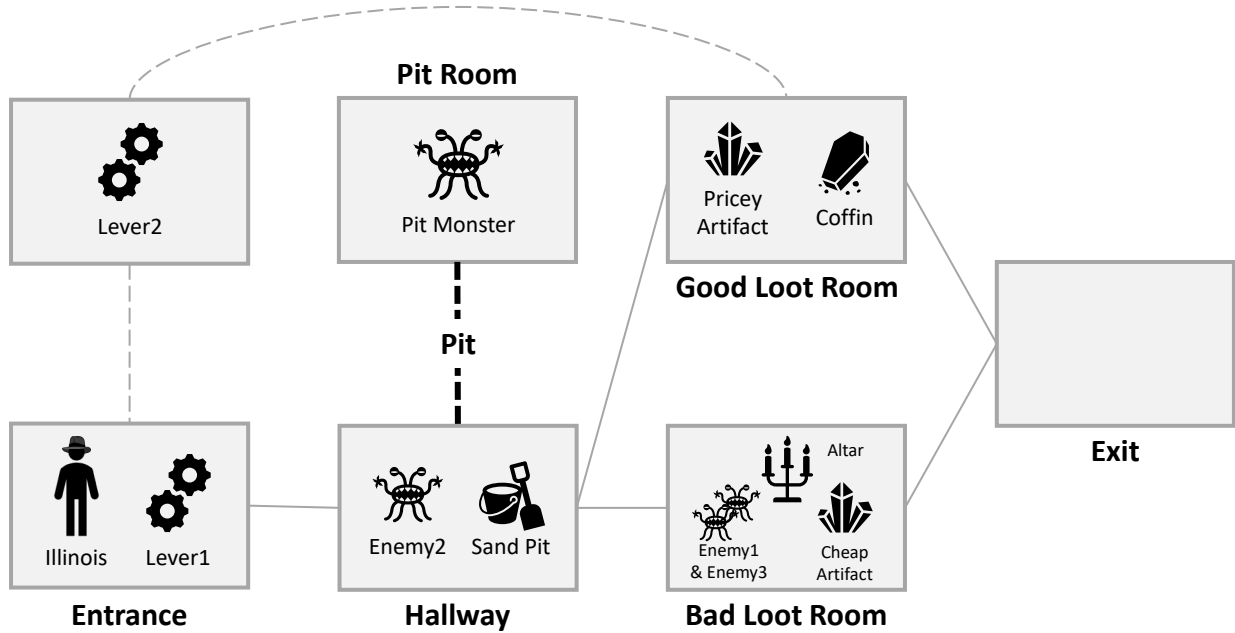 Pit Room
Lever2
Pit Monster
Pricey
Artifact
Coffin
Good Loot Room
Pit
Illinois
Lever1
Enemy2
Sand Pit
Altar
Enemy1
& Enemy3
Cheap
Artifact
Exit
Entrance
Hallway
Bad Loot Room